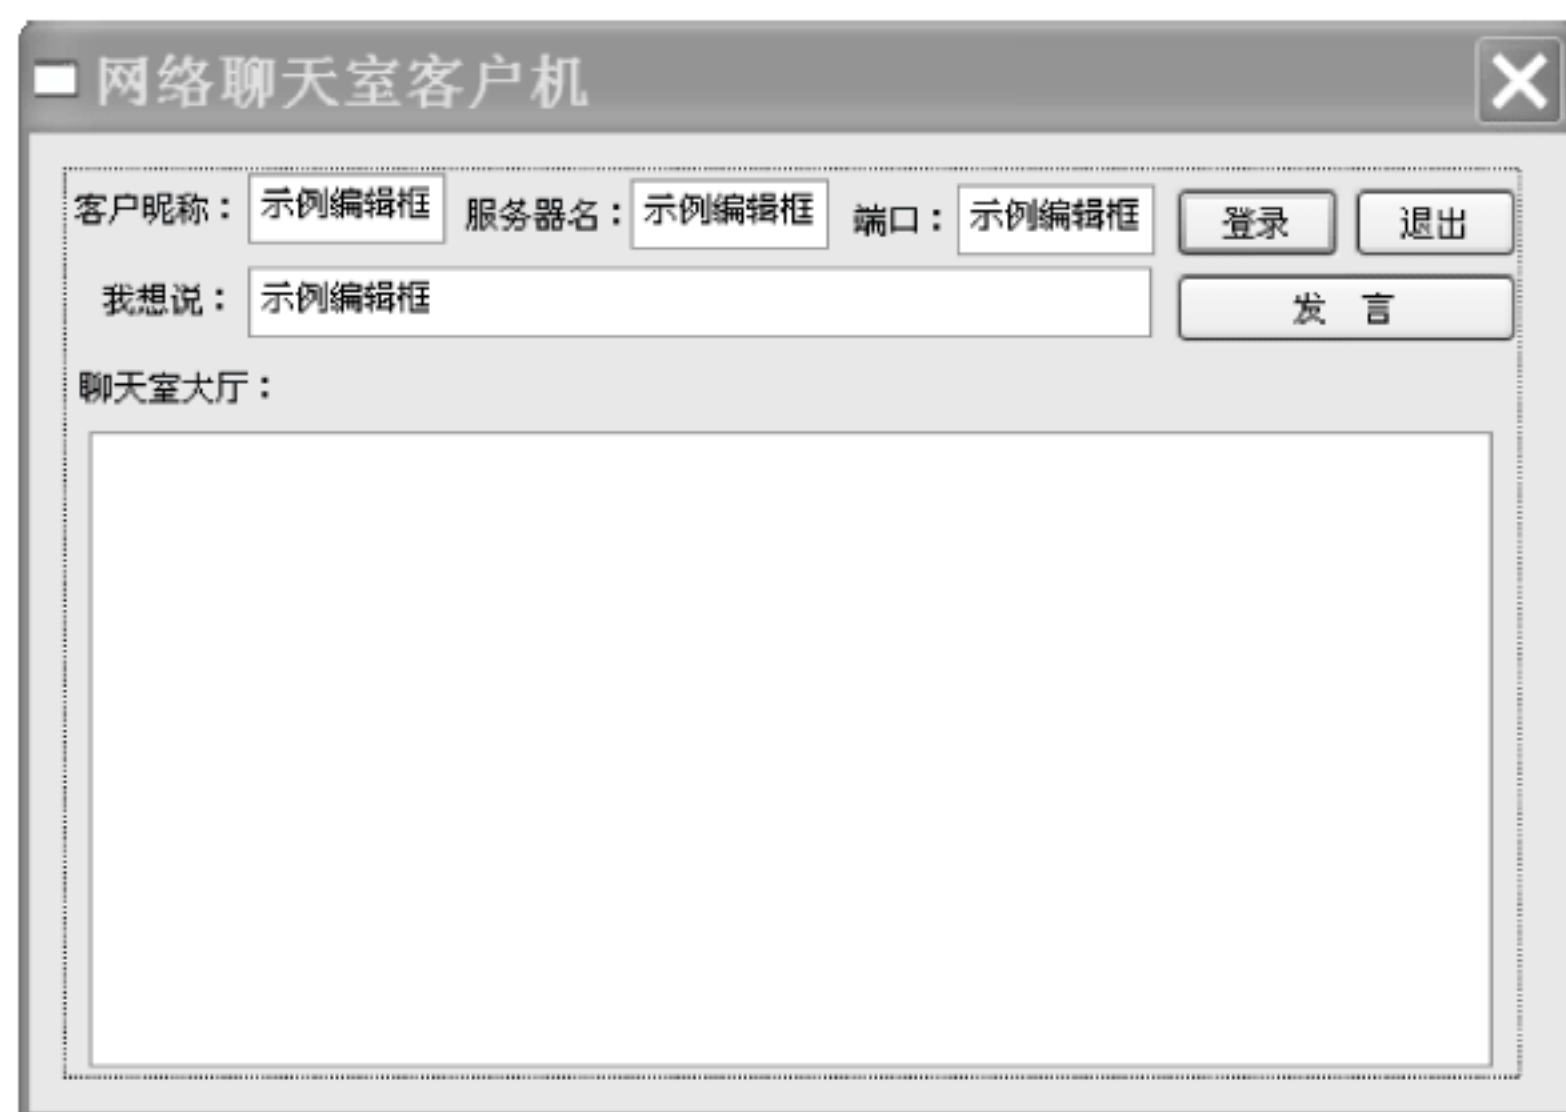 网络聊天室客户机
客户昵称： 示例编辑框 服务器名： 示例编辑框 端口： 示例编辑框 登录 退出
我想说： 示例编辑框 发 言
聊天室大厅：